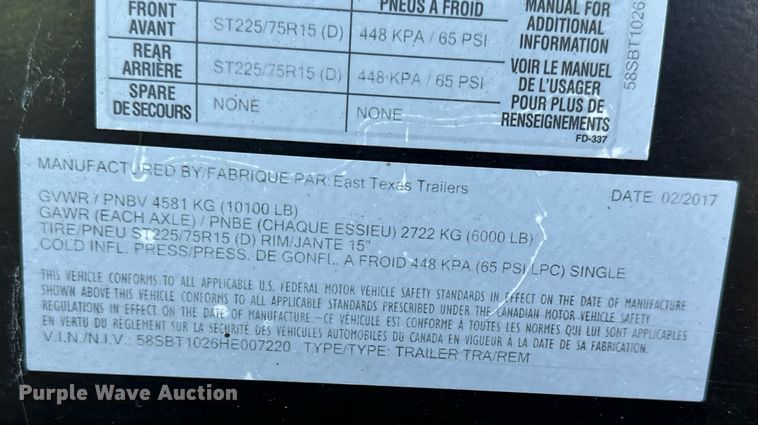 PNEUS À FROID
MANUAL FOR
ADDITIONAL
INFORMATION
VOIR LE MANUEL
DE L'USAGER
POUR PLUS DE
RENSEIGNEMENTS
FD-337
58SBT1026
FRONT
AVANT ST225/75R15 (D) 448 KPA / 65 PSI
REAR
ARRIÈRE ST225/75R15 (D) 448 KPA / 65 PSI
SPARE
DE SECOURS NONE NONE
MANUFACTURED BY/FABRIQUE PAR: East Texas Trailers DATE: 02/2017
GVWR / PNBV 4581 KG (10100 LB)
GAWR (EACH AXLE) / PNBE (CHAQUE ESSIEU) 2722 KG (6000 LB)
TIRE/PNEU ST225/75R15 (D) RIM/JANTE 15"
COLD INFL. PRESS/PRESS. DE GONFL. A FROID 448 KPA (65 PSI LPC) SINGLE
THIS VEHICLE CONFORMS TO ALL APPLICABLE U.S. FEDERAL MOTOR VEHICLE SAFETY STANDARDS IN EFFECT ON THE DATE OF MANUFACTURE
SHOWN ABOVE THIS VEHICLE CONFORMS TO ALL APPLICABLE STANDARDS PRESCRIBED UNDER THE CANADIAN MOTOR VEHICLE SAFETY
REGULATIONS IN EFFECT ON THE DATE OF MANUFACTURE.-CE VÉHICULE EST CONFORME À TOUTES LES NORMES QUI LUI SONT APPLICABLES
EN VERTU DU RÈGLEMENT SUR LA SÉCURITÉ DES VÉHICULES AUTOMOBILES DU CANADA EN VIGUEUR À LA DATE DE SA FABRICATION.
V.I.N./N.I.V.: 58SBT1026HE007220 TYPE/TYPE: TRAILER TRA/REM
Purple Wave Auction